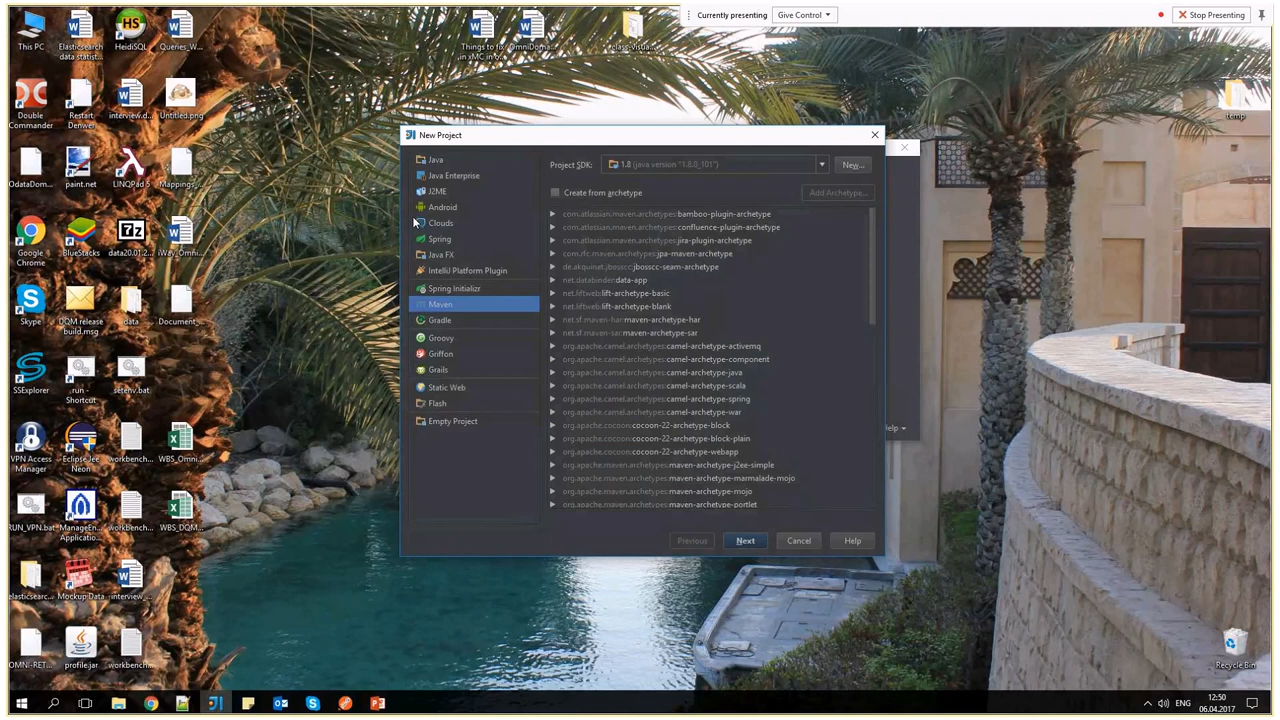 Currently presenting
Give Control
Stop Presenting
This PC
Elasticsearch data statist...
HeidiSQL
Queries_W...
Things to fix in xMC in o...
OmniDoma...
class-visua...
Double Commander
Restart Denwer
interview.d...
Untitled.png
temp
OdataDom...
paint.net
LINQPad 5
Mappings_...
Google Chrome
BlueStacks
data20.01.2...
iWay_Omni...
Skype
DQM release build.msg
data
Document_...
SSExplorer
run - Shortcut
setenv.bat
VPN Access Manager
Eclipse Jee Neon
workbench...
WBS_Omni...
RUN_VPN.bat
ManageEn... Applicatio...
workbench...
WBS_DQM...
elasticsearc...
Mockup Data
interview_...
OMNI-RET...
profile.jar
workbench...
Recycle Bin
New Project
Java
Java Enterprise
J2ME
Android
Clouds
Spring
Java FX
IntelliJ Platform Plugin
Spring Initializr
Maven
Gradle
Groovy
Griffon
Grails
Static Web
Flash
Empty Project
Project SDK:
1.8 (java version "1.8.0_101")
New...
Create from archetype
Add Archetype...
com.atlassian.maven.archetypes:bamboo-plugin-archetype
com.atlassian.maven.archetypes:confluence-plugin-archetype
com.atlassian.maven.archetypes:jira-plugin-archetype
com.rfc.maven.archetypes:jpa-maven-archetype
de.akquinet.jbosscc:jbosscc-seam-archetype
net.databinder:data-app
net.liftweb:lift-archetype-basic
net.liftweb:lift-archetype-blank
net.sf.maven-har:maven-archetype-har
net.sf.maven-sar:maven-archetype-sar
org.apache.camel.archetypes:camel-archetype-activemq
org.apache.camel.archetypes:camel-archetype-component
org.apache.camel.archetypes:camel-archetype-java
org.apache.camel.archetypes:camel-archetype-scala
org.apache.camel.archetypes:camel-archetype-spring
org.apache.camel.archetypes:camel-archetype-war
org.apache.cocoon:cocoon-22-archetype-block
org.apache.cocoon:cocoon-22-archetype-block-plain
org.apache.cocoon:cocoon-22-archetype-webapp
org.apache.maven.archetypes:maven-archetype-j2ee-simple
org.apache.maven.archetypes:maven-archetype-marmalade-mojo
org.apache.maven.archetypes:maven-archetype-mojo
org.apache.maven.archetypes:maven-archetype-portlet
Previous
Next
Cancel
Help
elp
ENG
12:50
06.04.2017